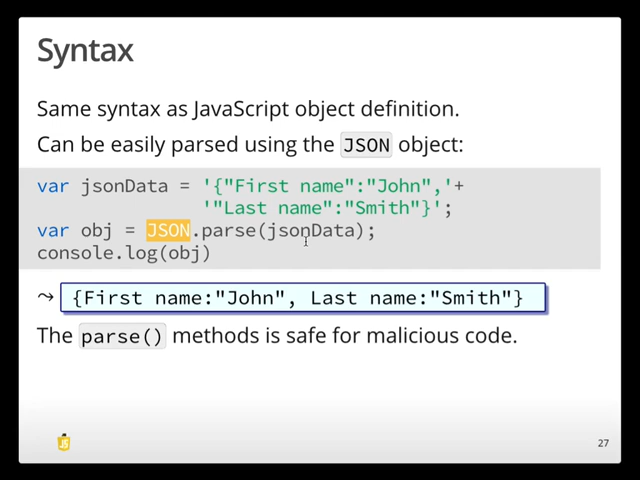 Syntax
Same syntax as JavaScript object definition.
Can be easily parsed using the JSON object:
var jsonData = '{"First name":"John",'+
'"Last name":"Smith"}';
var obj = JSON.parse(jsonData);
console.log(obj)
⤳ {First name:"John", Last name:"Smith"}
The parse() methods is safe for malicious code.
JS
27